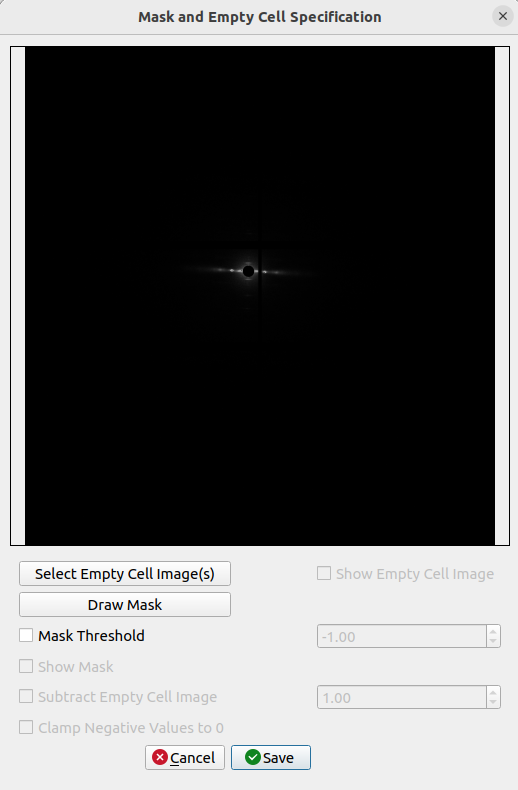 Mask and Empty Cell Specification
Select Empty Cell Image(s)
Show Empty Cell Image
Draw Mask
Mask Threshold
-1.00
Show Mask
Subtract Empty Cell Image
1.00
Clamp Negative Values to 0
Cancel
Save